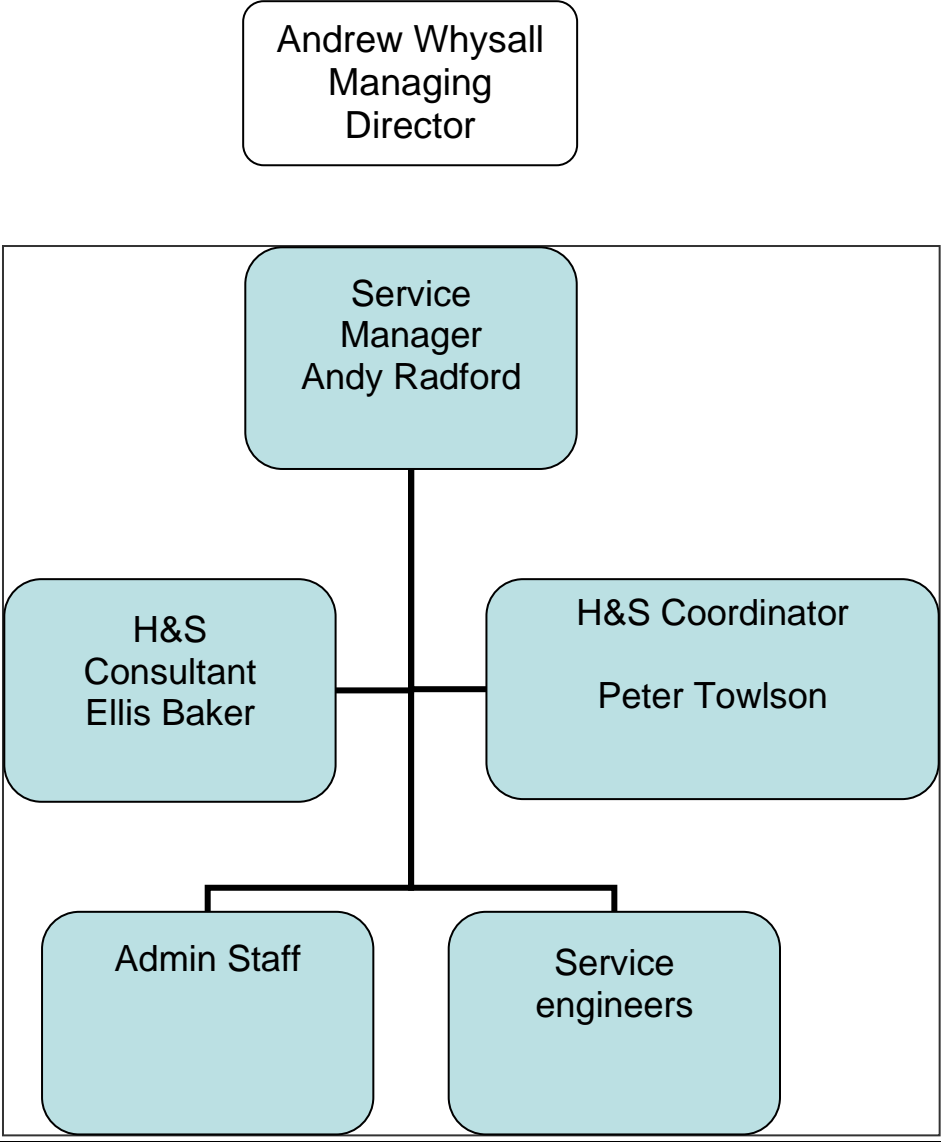 Andrew Whysall
Managing
Director
Service
Manager
Andy Radford
H&S
Consultant
Ellis Baker
H&S Coordinator
Peter Towlson
Admin Staff
Service
engineers